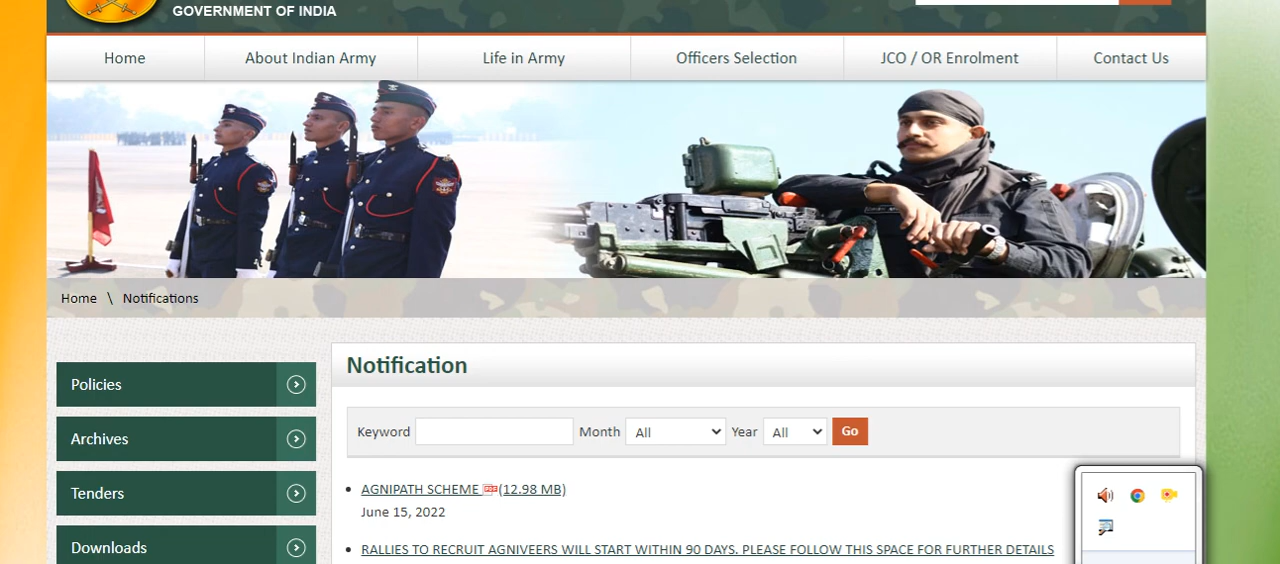 GOVERNMENT OF INDIA
Home About Indian Army Life in Army Officers Selection JCO / OR Enrolment Contact Us
Home \ Notifications
Notification
Policies
Keyword Month All Year All Go
Archives
AGNIPATH SCHEME PDF (12.98 MB)
Tenders
June 15, 2022
Downloads
RALLIES TO RECRUIT AGNIVEERS WILL START WITHIN 90 DAYS. PLEASE FOLLOW THIS SPACE FOR FURTHER DETAILS